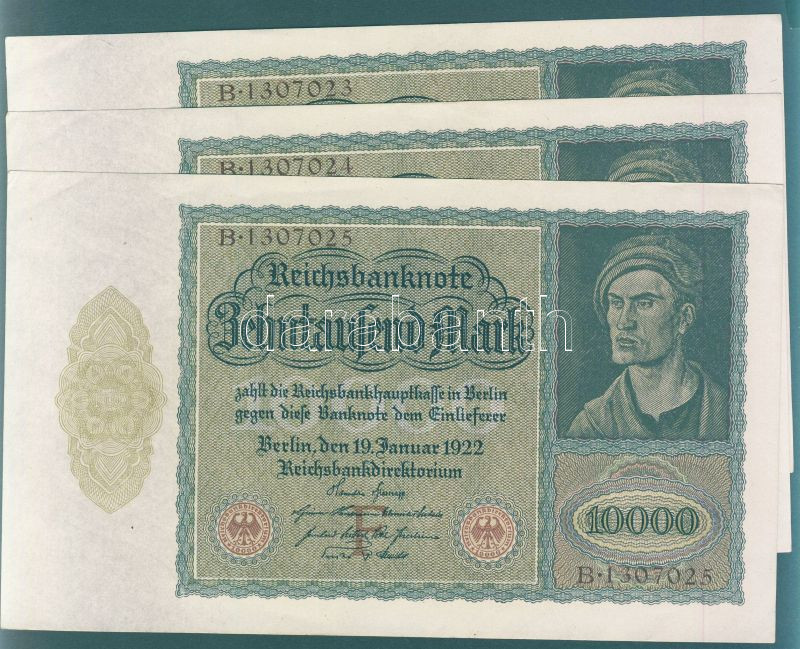 B·1307023
B·1307024
B·1307025
Reichsbanknote
Zehntausend Mark
darabanth
zahlt die Reichsbankhauptkasse in Berlin
gegen diese Banknote dem Einlieferer
Berlin, den 19. Januar 1922
Reichsbankdirektorium
F
10000
B·1307025